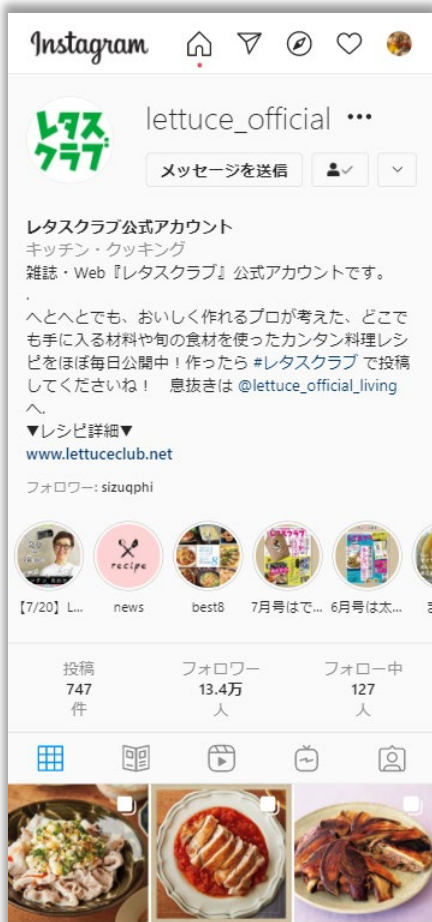 Instagram
レタス
クラブ
lettuce_official •••
メッセージを送信
レタスクラブ公式アカウント
キッチン・クッキング
雑誌・Web『レタスクラブ』公式アカウントです。
.
へとへとでも、おいしく作れるプロが考えた、どこで
も手に入る材料や旬の食材を使ったカンタン料理レシ
ピをほぼ毎日公開中！作ったら #レタスクラブ で投稿
してくださいね！　息抜きは @lettuce_official_living
へ.
▼レシピ詳細▼
www.lettuceclub.net
フォロワー: sizuqphi
recipe
【7/20】L... news best8 7月号はで... 6月号は太...
投稿 フォロワー フォロー中
747 13.4万 127
件 人 人